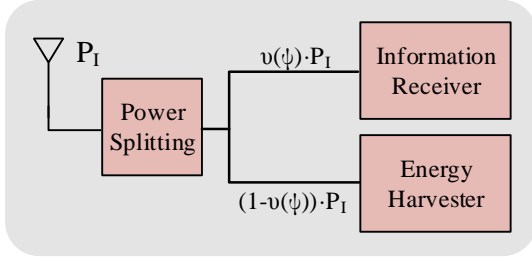 P_I
Power
Splitting
υ(ψ)·P_I
Information
Receiver
(1-υ(ψ))·P_I
Energy
Harvester